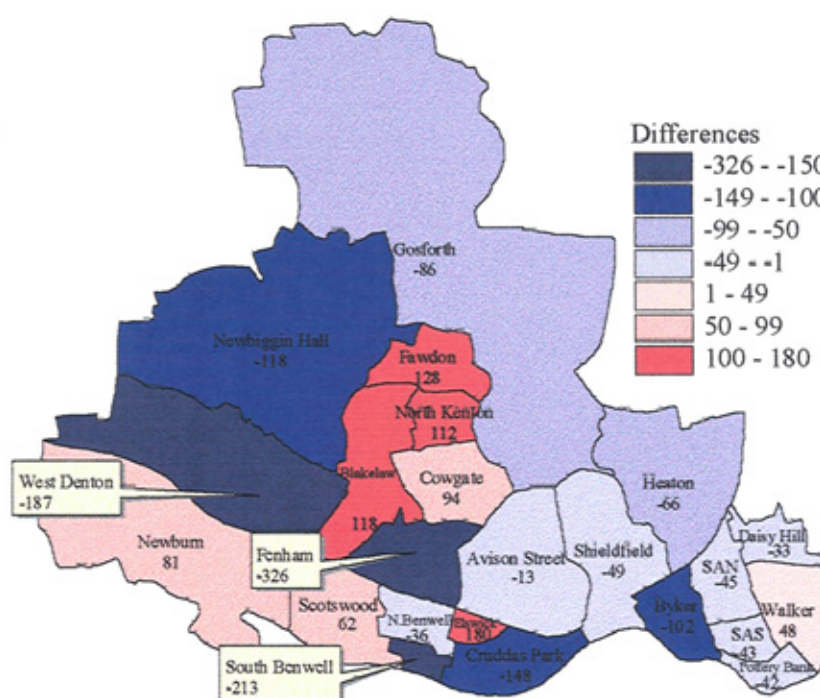 Differences
-326 - -150
-149 - -100
-99 - -50
-49 - -1
1 - 49
50 - 99
100 - 180
Gosforth
-86
Newbiggin Hall
-118
Fawdon
128
North Kenton
112
Blakelaw
118
Cowgate
94
West Denton
-187
Newburn
81
Fenham
-326
Heaton
-66
Daisy Hill
-33
Avison Street
-13
Shieldfield
-49
SAN
-45
Scotswood
62
N.Benwell
-36
Elswick
180
Byker
-102
Walker
48
SAS
-43
Pottery Bank
-42
Cruddas Park
-148
South Benwell
-213